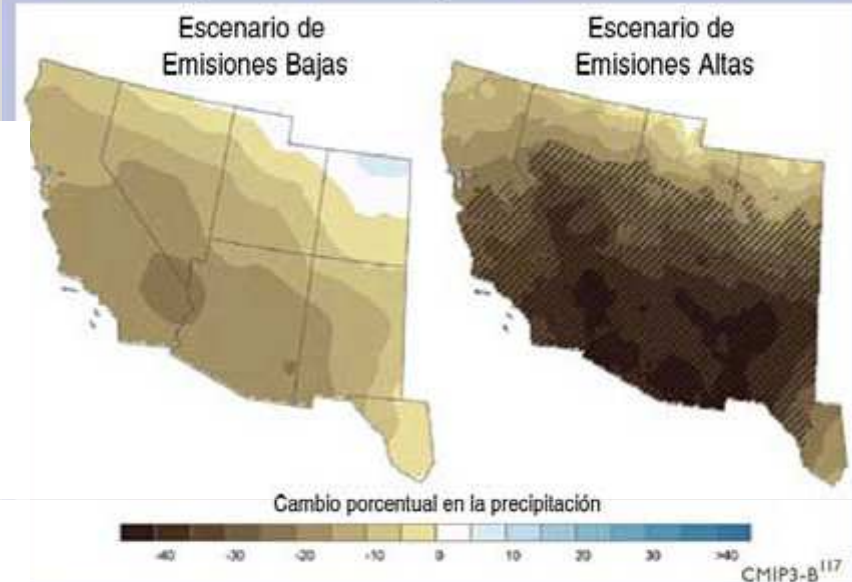 Escenario de
Emisiones Bajas
Escenario de
Emisiones Altas
Cambio porcentual en la precipitación
-40 -30 -20 -10 0 10 20 30 >40
CMIP3-B117